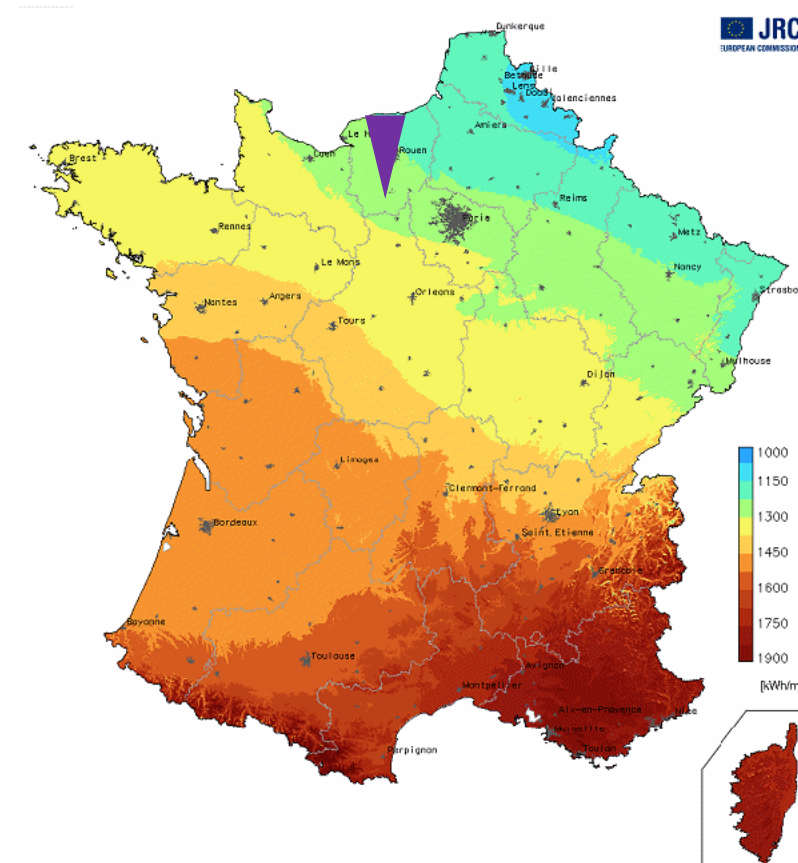 JRC
EUROPEAN COMMISSION
Dunkerque
Lille
Bethune
Lens
Douai
Valenciennes
Amiens
Le H
Rouen
Caen
Brest
Reims
Paris
Metz
Rennes
Nancy
Le Mans
Strasbo
Orleans
Nantes
Angers
Tours
Mulhouse
Dijon
Limoges
Clermont-Ferrand
Lyon
Saint Etienne
Bordeaux
Grenoble
Bayonne
Toulouse
Avignon
Montpellier
Aix-en-Provence
Nice
Marseille
Toulon
Perpignan
1000
1150
1300
1450
1600
1750
1900
[kWh/m